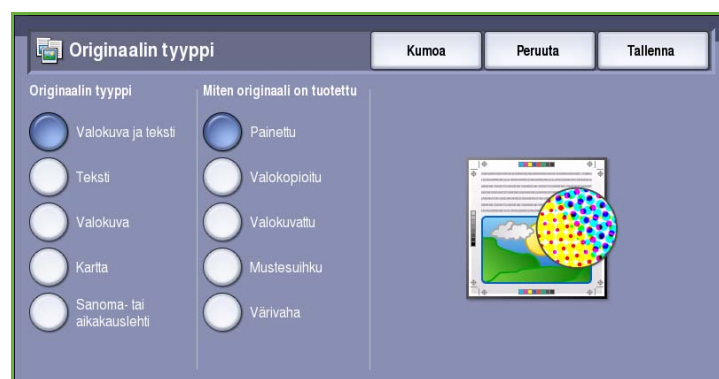 Originaalin tyyppi
Kumoa
Peruuta
Tallenna
Originaalin tyyppi
Valokuva ja teksti
Teksti
Valokuva
Kartta
Sanoma- tai
aikakauslehti
Miten originaali on tuotettu
Painettu
Valokopioitu
Valokuvattu
Mustesuihku
Värivaha